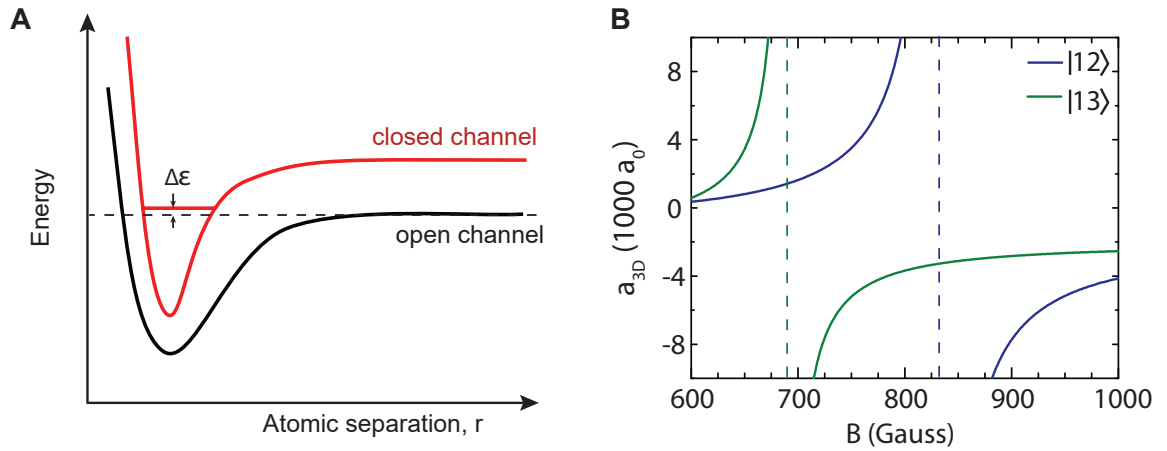 A
Energy
closed channel
Δε
open channel
Atomic separation, r
B
a3D (1000 a0)
8
4
0
-4
-8
|12⟩
|13⟩
600 700 800 900 1000
B (Gauss)